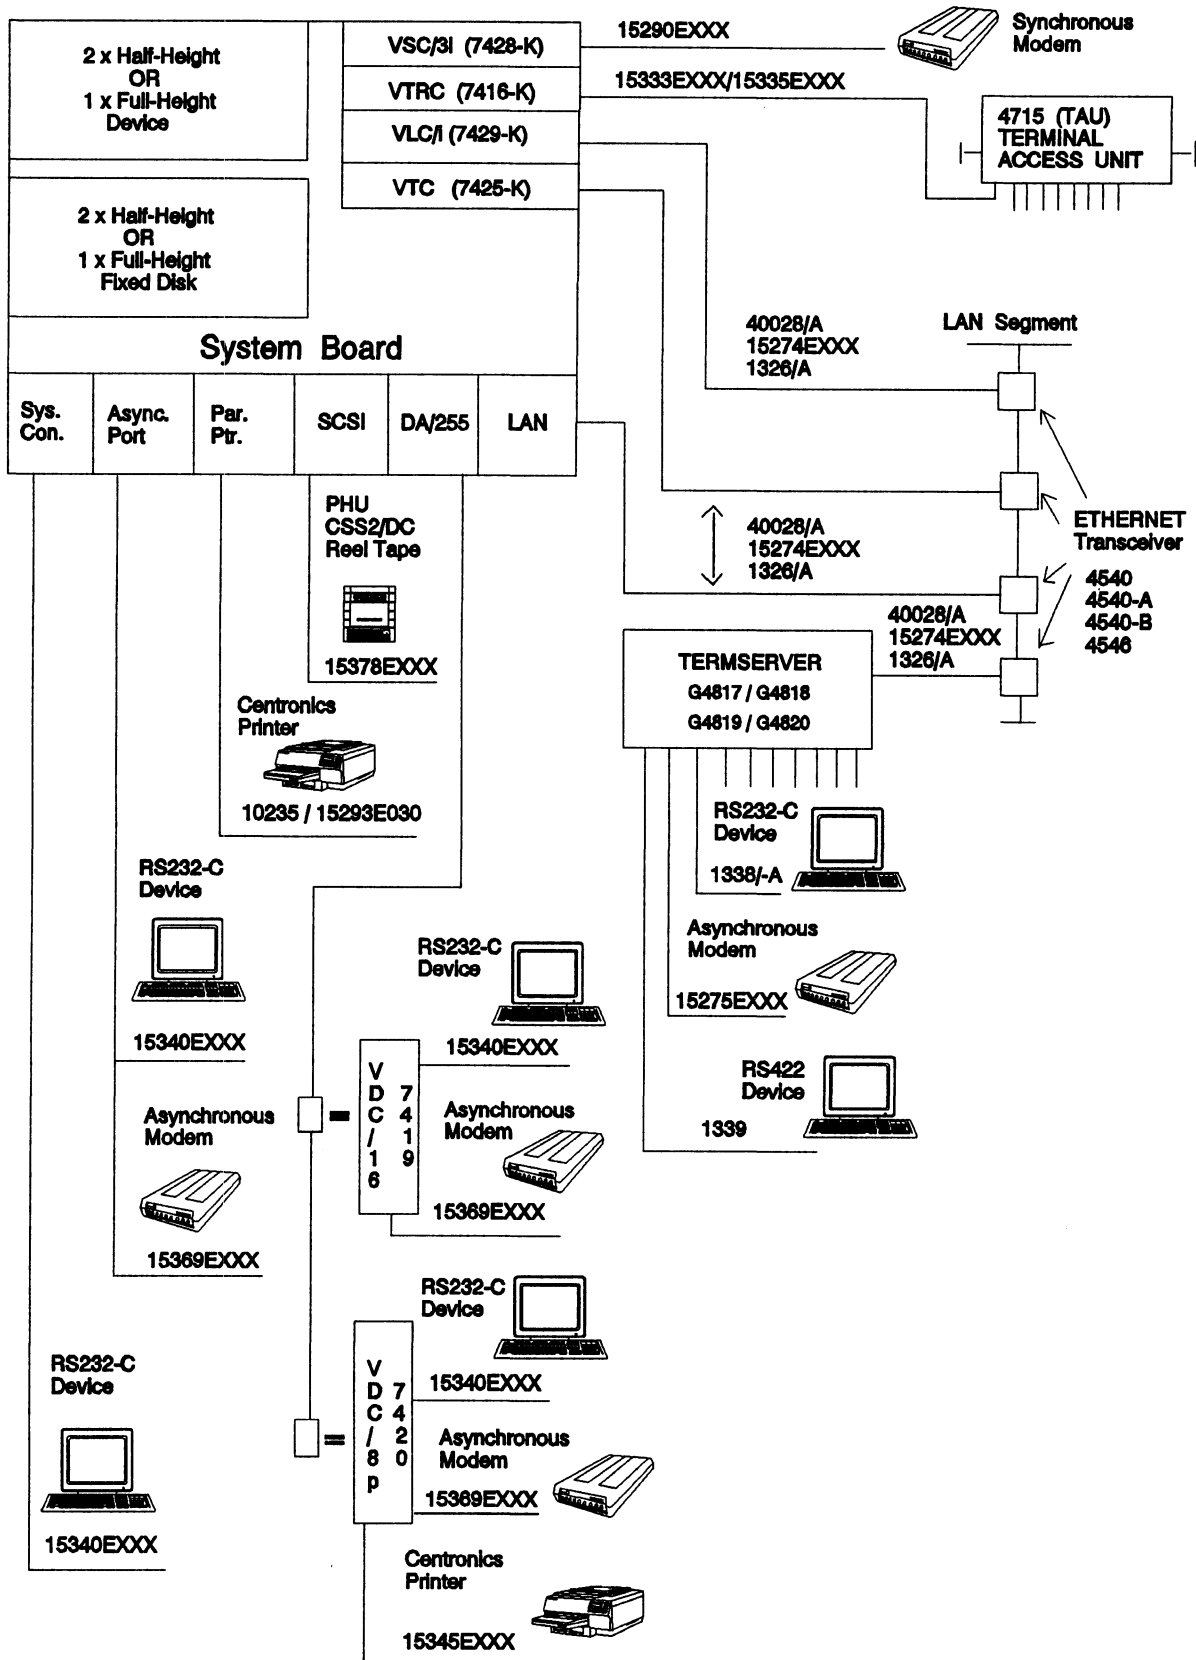 2 x Half-Height
OR
1 x Full-Height
Device
VSC/3I (7428-K)
VTRC (7416-K)
VLC/I (7429-K)
VTC (7425-K)
15290EXXX
Synchronous
Modem
15333EXXX/15335EXXX
4715 (TAU)
TERMINAL
ACCESS UNIT
2 x Half-Height
OR
1 x Full-Height
Fixed Disk
System Board
Sys.
Con.
Async.
Port
Par.
Ptr.
SCSI
DA/255
LAN
40028/A
15274EXXX
1326/A
LAN Segment
40028/A
15274EXXX
1326/A
ETHERNET
Transceiver
4540
4540-A
4540-B
4546
40028/A
15274EXXX
1326/A
PHU
CSS2/DC
Reel Tape
15378EXXX
Centronics
Printer
10235 / 15293E030
TERMSERVER
G4817 / G4818
G4819 / G4820
RS232-C
Device
1338/-A
Asynchronous
Modem
15275EXXX
RS422
Device
1339
RS232-C
Device
15340EXXX
Asynchronous
Modem
15369EXXX
RS232-C
Device
15340EXXX
=
VDC/16
7419
RS232-C
Device
15340EXXX
Asynchronous
Modem
15369EXXX
=
VDC/8p
7420
RS232-C
Device
15340EXXX
Asynchronous
Modem
15369EXXX
Centronics
Printer
15345EXXX